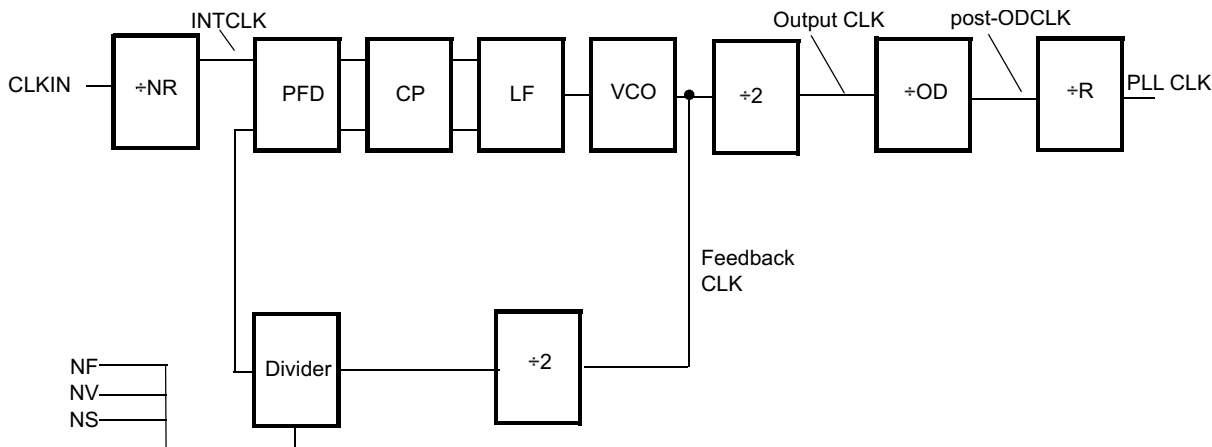 INTCLK
Output CLK
post-ODCLK
CLKIN
÷NR
PFD
CP
LF
VCO
÷2
÷OD
÷R
PLL CLK
Feedback
CLK
Divider
÷2
NF
NV
NS